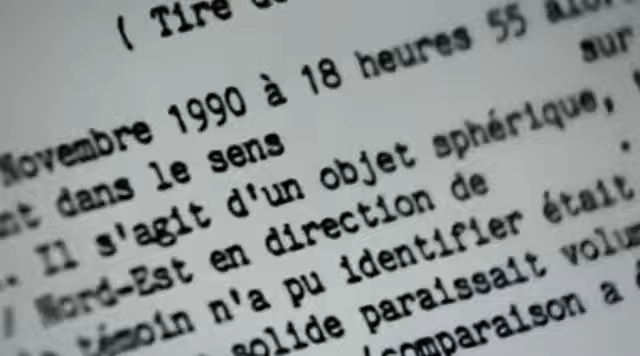 ( Tire
Novembre 1990 à 18 heures 55 alors
sur
nt dans le sens
.. Il s'agit d'un objet sphérique,
/ Nord-Est en direction de
témoin n'a pu identifier était
solide paraissait volu
(comparaison a